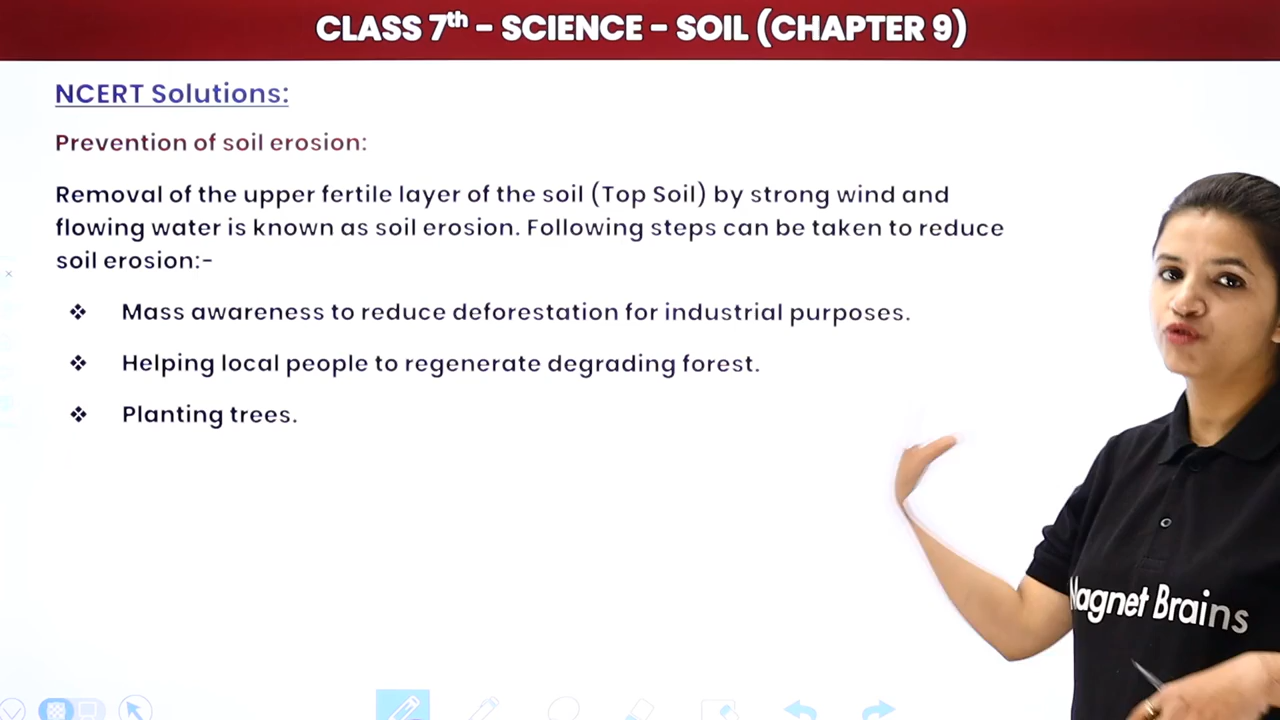 CLASS 7th - SCIENCE - SOIL (CHAPTER 9)
NCERT Solutions:
Prevention of soil erosion:
Removal of the upper fertile layer of the soil (Top Soil) by strong wind and
flowing water is known as soil erosion. Following steps can be taken to reduce
soil erosion:-
❖ Mass awareness to reduce deforestation for industrial purposes.
❖ Helping local people to regenerate degrading forest.
❖ Planting trees.
Magnet Brains